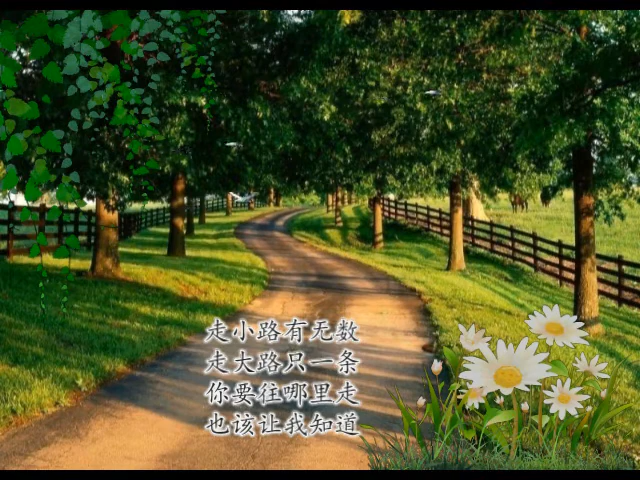 走小路有无数
走大路只一条
你要往哪里走
也该让我知道